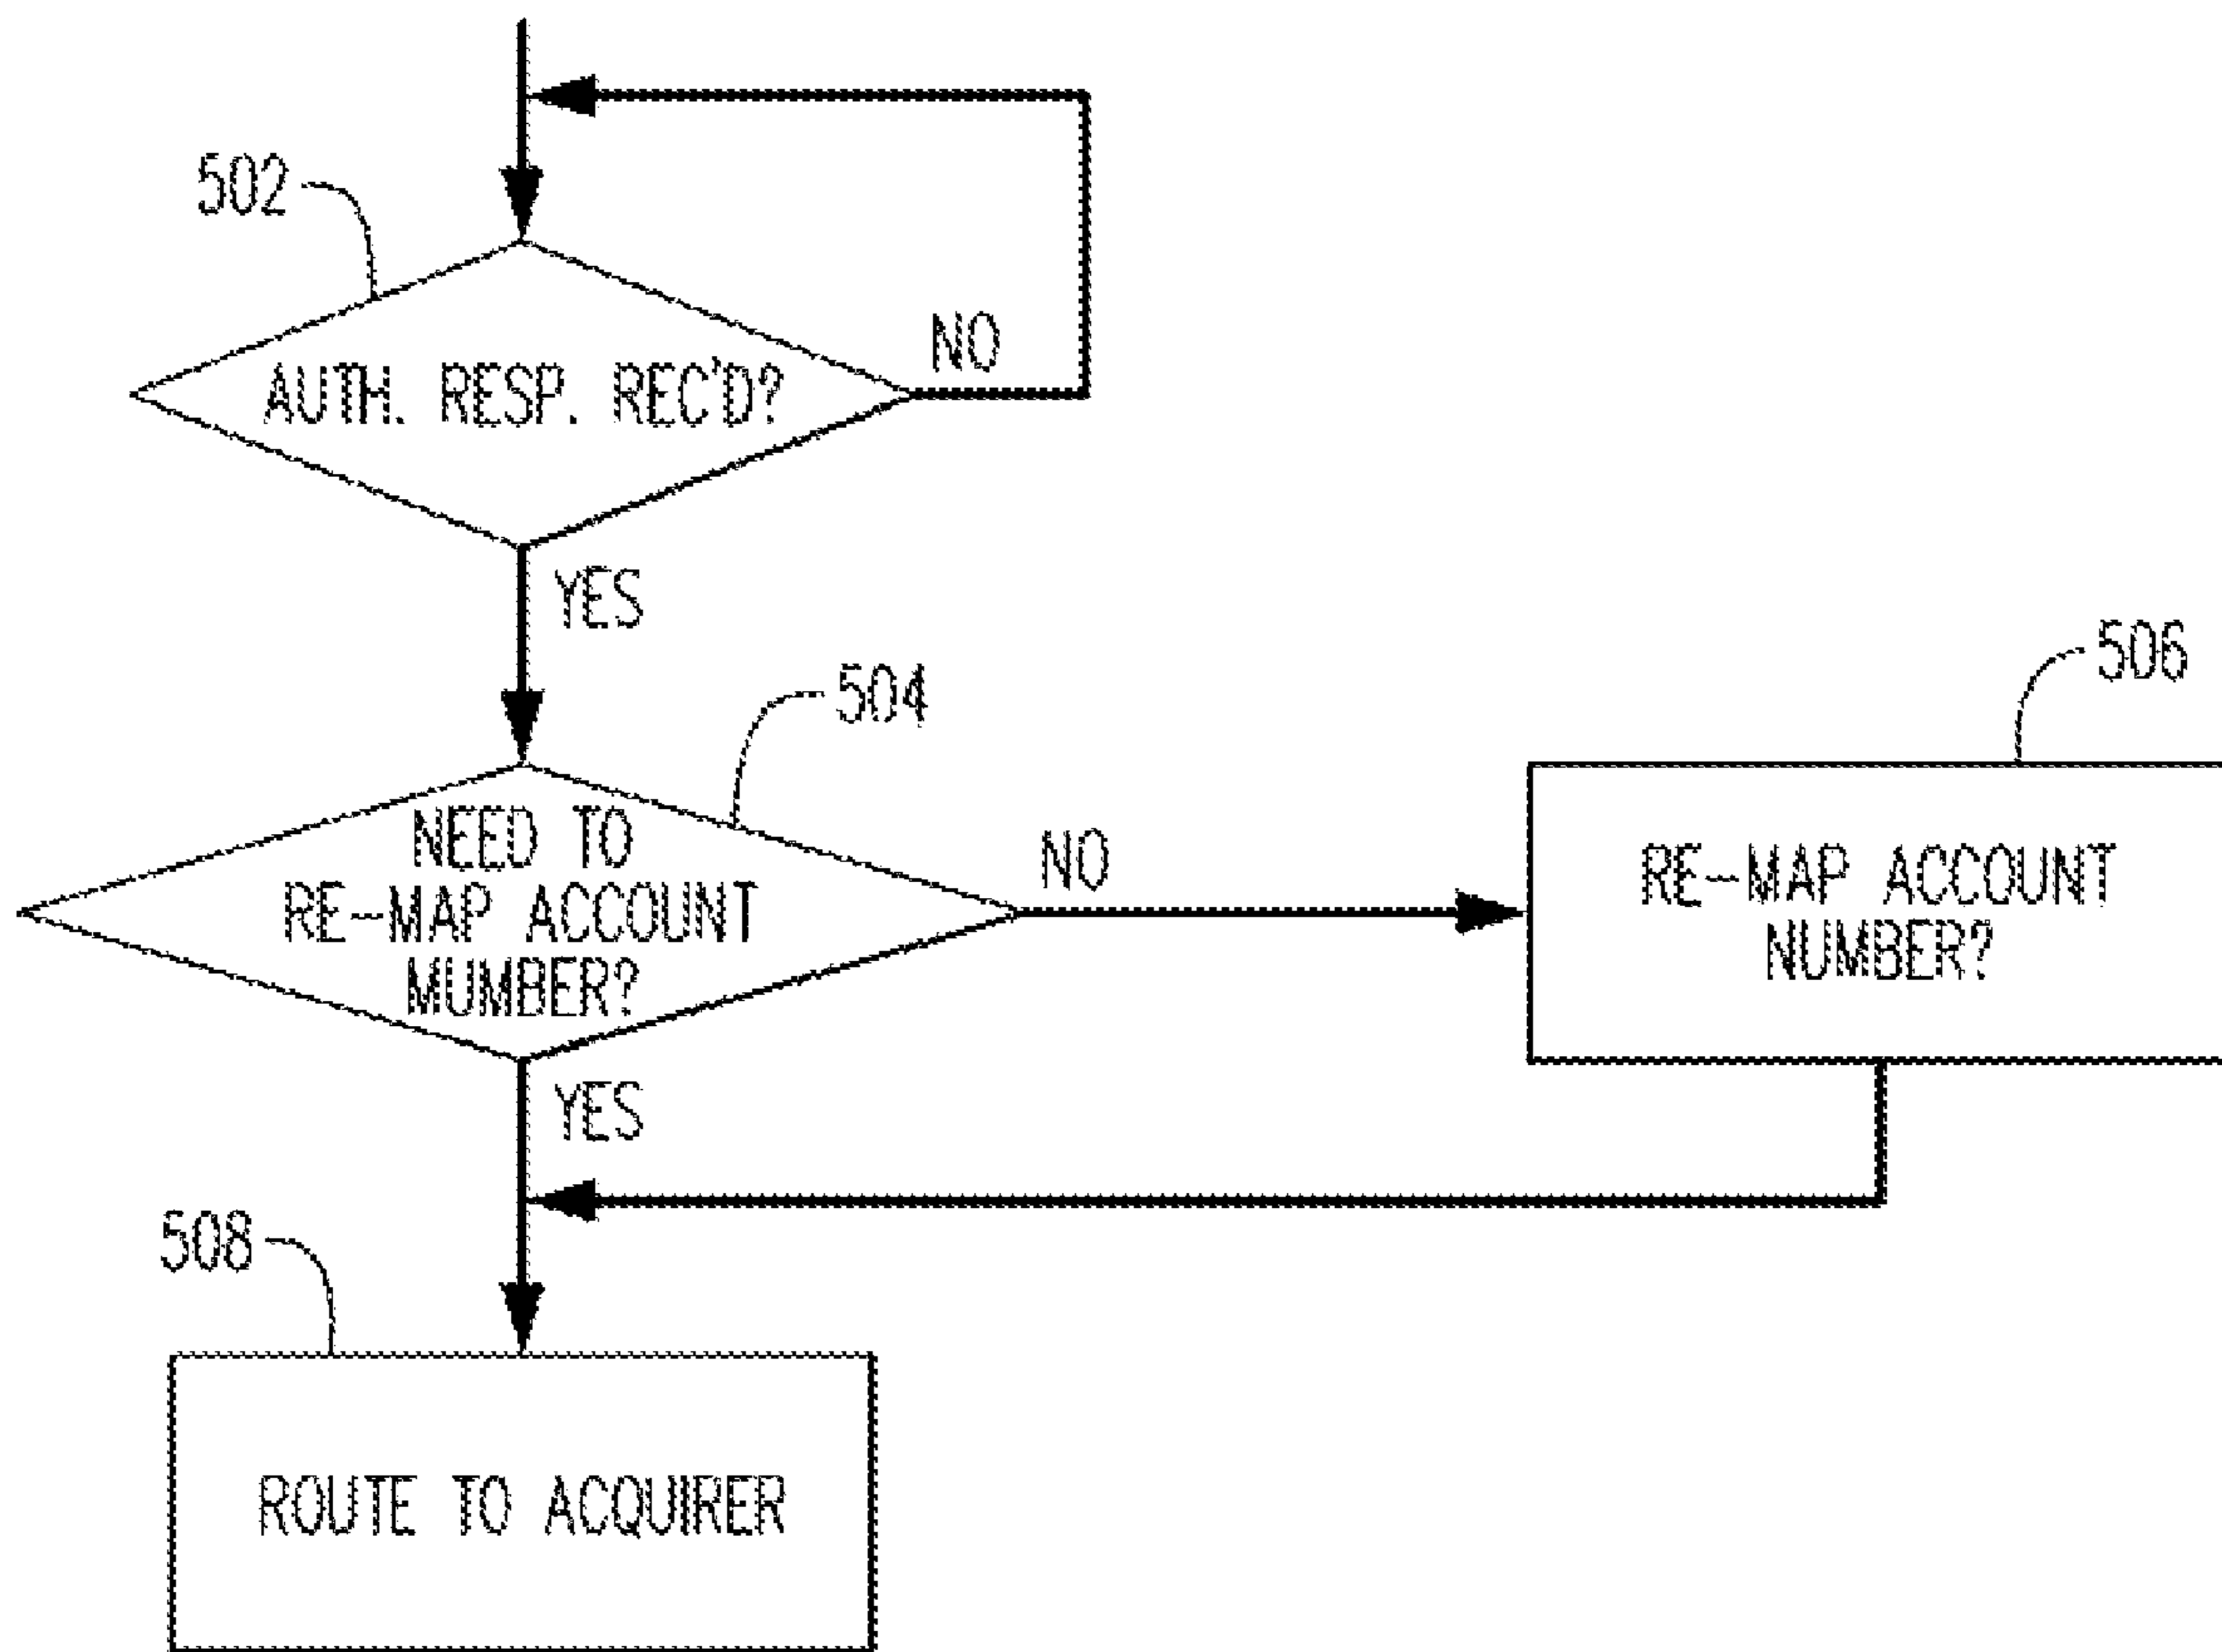 502
AUTH. RESP. REC'D?
NO
YES
504
NEED TO
RE-MAP ACCOUNT
MUMBER?
NO
506
RE-MAP ACCOUNT
NUMBER?
YES
508
ROUTE TO ACQUIRER